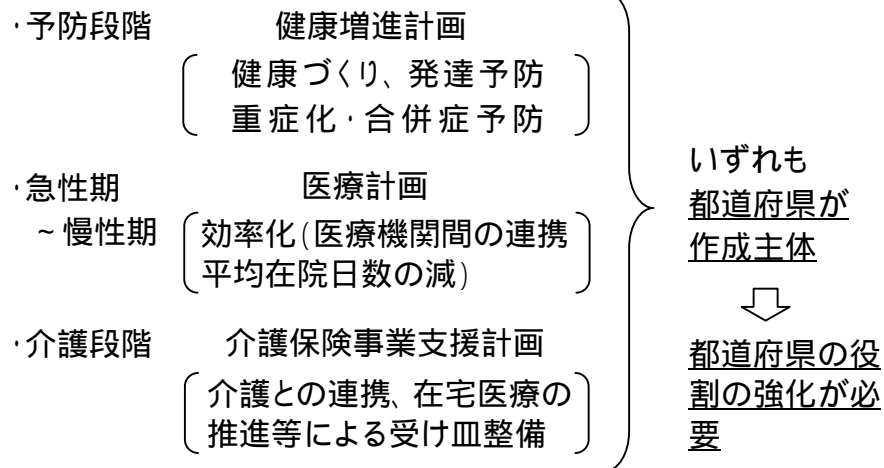 ・予防段階 健康増進計画
健康づくり、発達予防
重症化・合併症予防
・急性期 医療計画
~慢性期 効率化(医療機関間の連携
平均在院日数の減)
・介護段階 介護保険事業支援計画
介護との連携、在宅医療の
推進等による受け皿整備
いずれも
都道府県が
作成主体
都道府県の役
割の強化が必
要